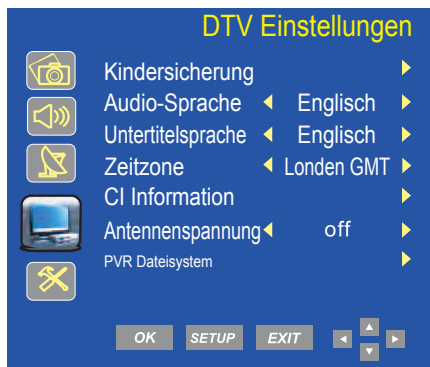 DTV Einstellungen
Kindersicherung
Audio-Sprache Englisch
Untertitelsprache Englisch
Zeitzone Londen GMT
CI Information
Antennenspannung off
PVR Dateisystem
OK SETUP EXIT